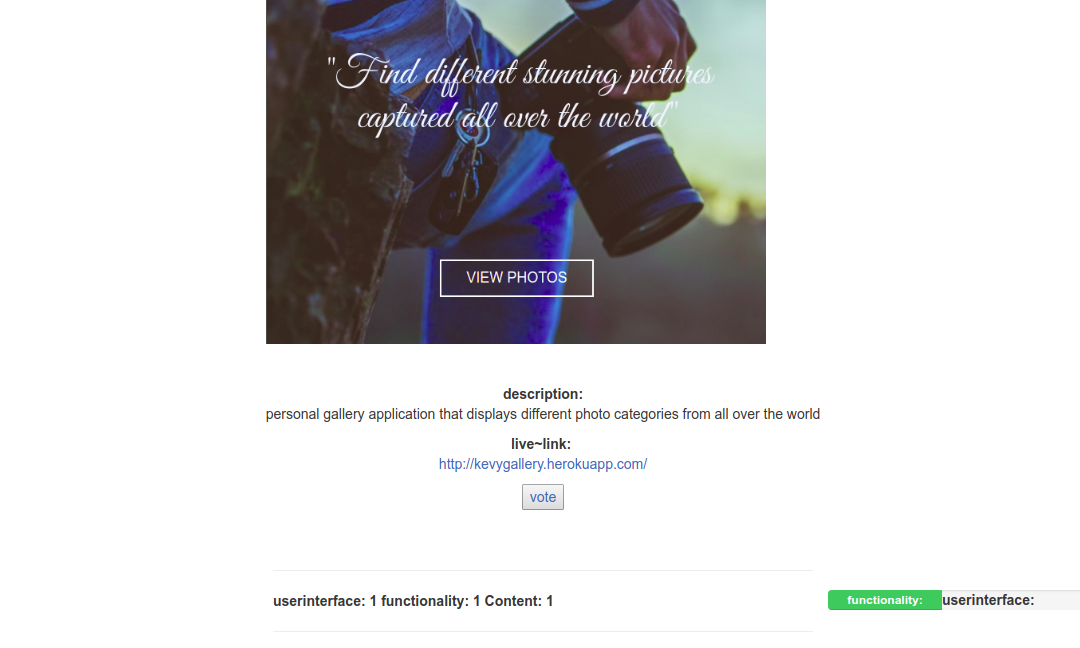 "Find different stunning pictures
captured all over the world"
VIEW PHOTOS
description:
personal gallery application that displays different photo categories from all over the world
live~link:
http://kevygallery.herokuapp.com/
vote
userinterface: 1 functionality: 1 Content: 1
functionality: userinterface: